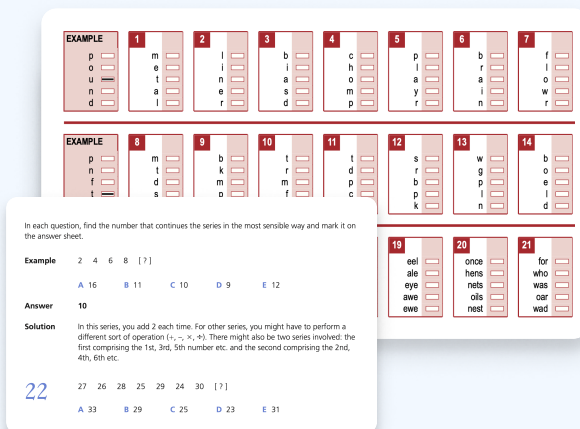 EXAMPLE 1 2 3 4 5 6 7
p m l b c p b f
o e i i h l r l
u t n a o a a o
n a e s m y i w
d l r d p r n r
EXAMPLE 8 9 10 11 12 13 14
p m b t t s w b
n t k r d r g o
f d m m p b p e
t s p f c p l l
k n d
In each question, find the number that continues the series in the most sensible way and mark it on
the answer sheet.
Example 2 4 6 8 [ ? ]
A 16 B 11 C 10 D 9 E 12
Answer 10
Solution In this series, you add 2 each time. For other series, you might have to perform a
different sort of operation (+, –, ×, ÷). There might also be two series involved: the
first comprising the 1st, 3rd, 5th number etc. and the second comprising the 2nd,
4th, 6th etc.
22 27 26 28 25 29 24 30 [ ? ]
A 33 B 29 C 25 D 23 E 31
19 20 21
eel once for
ale hens who
eye nets was
awe oils oar
ewe nest wad